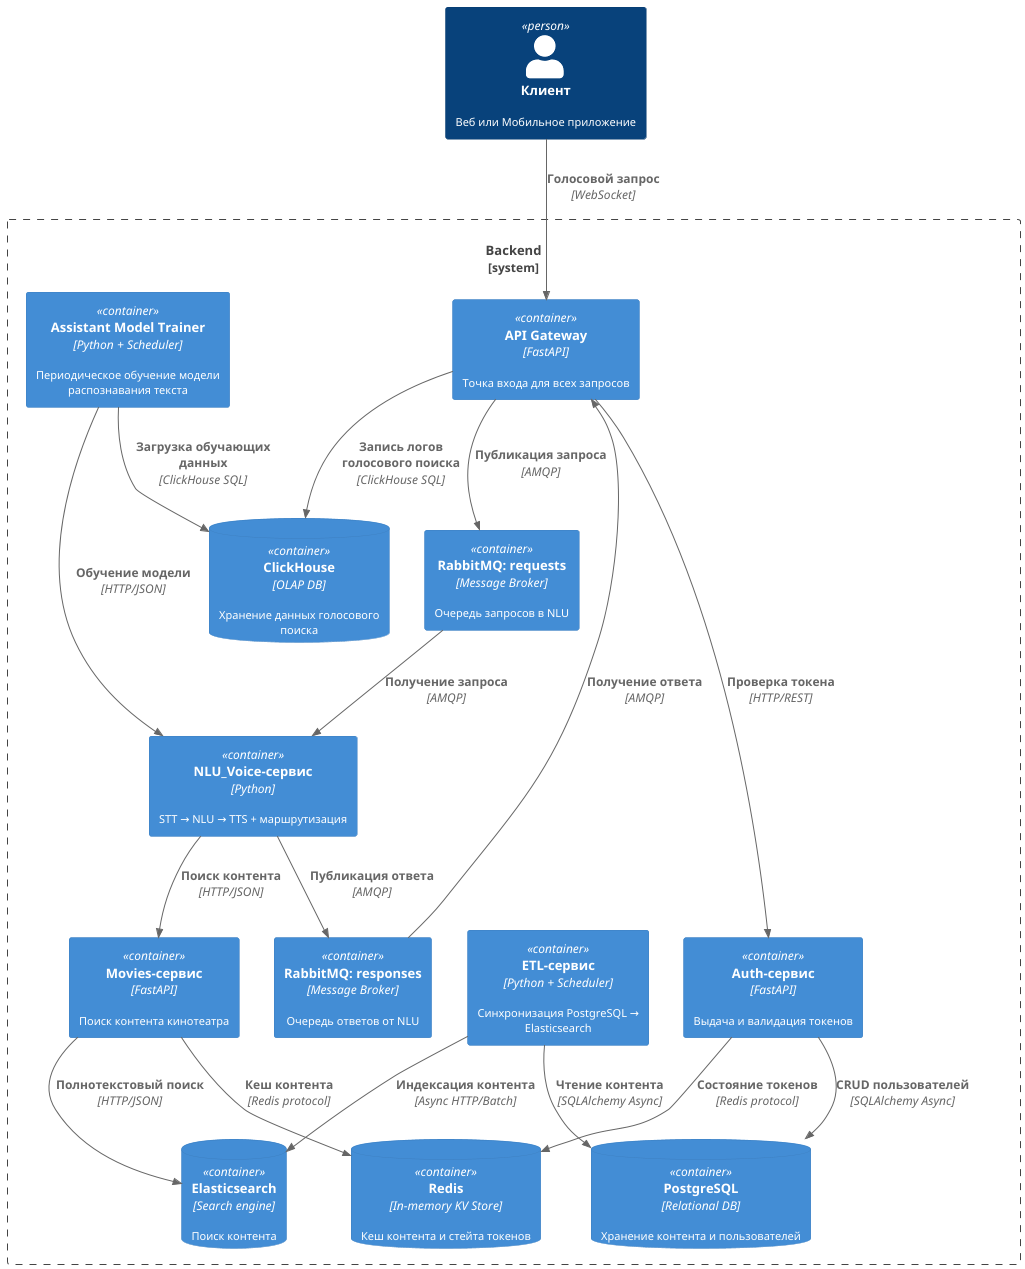 «person»
Клиент
Веб или Мобильное приложение
Голосовой запрос
[WebSocket]
Backend
[system]
«container»
Assistant Model Trainer
[Python + Scheduler]
Периодическое обучение модели
распознавания текста
«container»
API Gateway
[FastAPI]
Точка входа для всех запросов
Загрузка обучающих
данных
[ClickHouse SQL]
Запись логов
голосового поиска
[ClickHouse SQL]
Публикация запроса
[AMQP]
Обучение модели
[HTTP/JSON]
«container»
ClickHouse
[OLAP DB]
Хранение данных голосового
поиска
«container»
RabbitMQ: requests
[Message Broker]
Очередь запросов в NLU
Получение запроса
[AMQP]
Получение ответа
[AMQP]
Проверка токена
[HTTP/REST]
«container»
NLU_Voice-сервис
[Python]
STT → NLU → TTS + маршрутизация
Поиск контента
[HTTP/JSON]
Публикация ответа
[AMQP]
«container»
Movies-сервис
[FastAPI]
Поиск контента кинотеатра
«container»
RabbitMQ: responses
[Message Broker]
Очередь ответов от NLU
«container»
ETL-сервис
[Python + Scheduler]
Синхронизация PostgreSQL →
Elasticsearch
«container»
Auth-сервис
[FastAPI]
Выдача и валидация токенов
Полнотекстовый поиск
[HTTP/JSON]
Кеш контента
[Redis protocol]
Индексация контента
[Async HTTP/Batch]
Чтение контента
[SQLAlchemy Async]
Состояние токенов
[Redis protocol]
CRUD пользователей
[SQLAlchemy Async]
«container»
Elasticsearch
[Search engine]
Поиск контента
«container»
Redis
[In-memory KV Store]
Кеш контента и стейта токенов
«container»
PostgreSQL
[Relational DB]
Хранение контента и пользователей